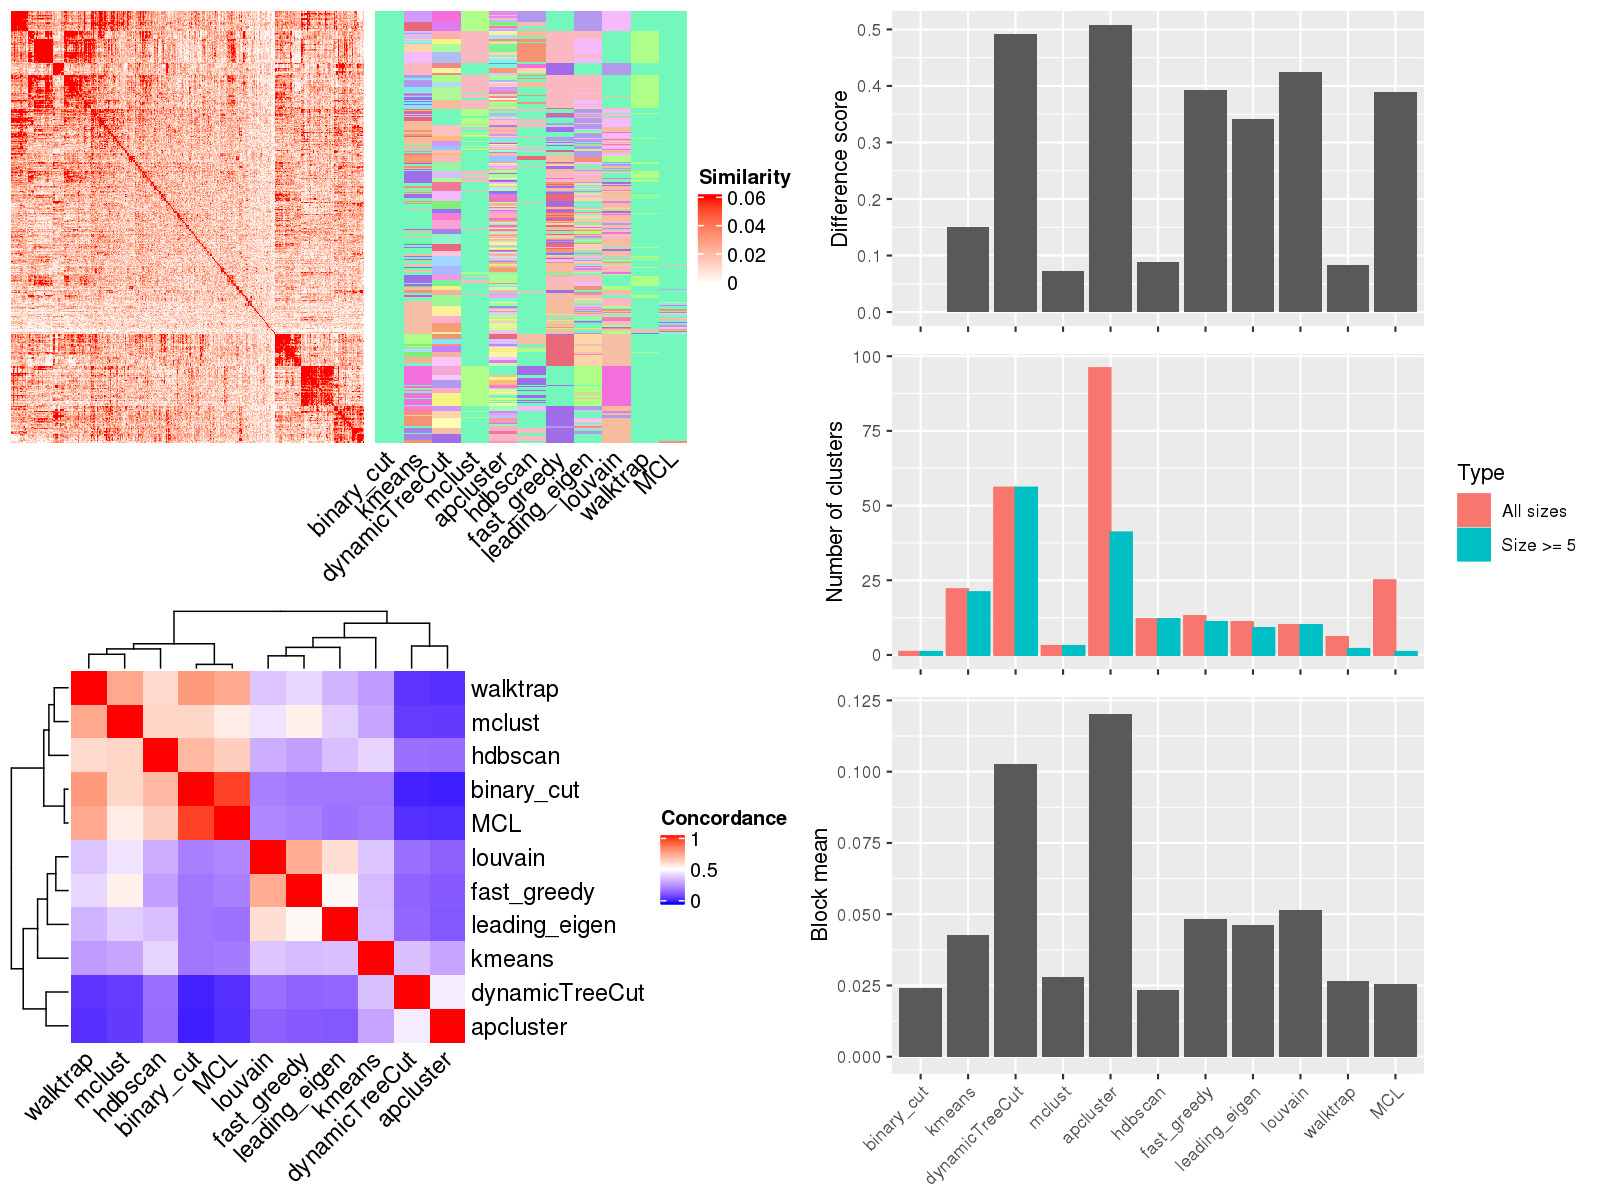 Similarity
0.06
0.04
0.02
0
binary_cut
kmeans
dynamicTreeCut
mclust
apcluster
hdbscan
fast_greedy
leading_eigen
louvain
walktrap
MCL
walktrap
mclust
hdbscan
binary_cut
MCL
louvain
fast_greedy
leading_eigen
kmeans
dynamicTreeCut
apcluster
Concordance
1
0.5
0
walktrap
mclust
hdbscan
binary_cut
MCL
louvain
fast_greedy
leading_eigen
kmeans
dynamicTreeCut
apcluster
Difference score
0.5
0.4
0.3
0.2
0.1
0.0
Number of clusters
100
75
50
25
0
Type
All sizes
Size >= 5
Block mean
0.125
0.100
0.075
0.050
0.025
0.000
binary_cut
kmeans
dynamicTreeCut
mclust
apcluster
hdbscan
fast_greedy
leading_eigen
louvain
walktrap
MCL